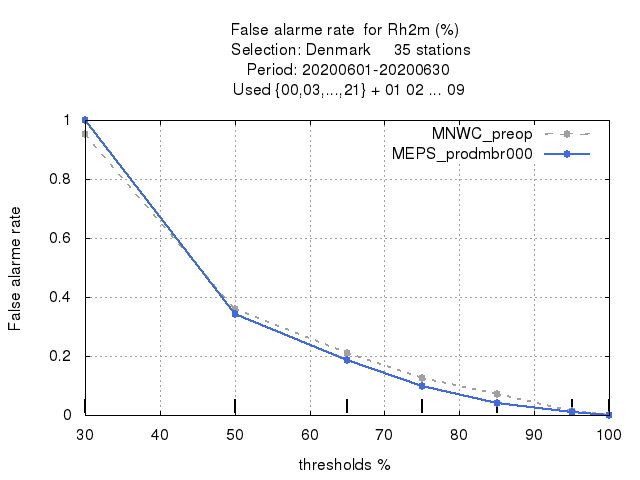 False alarme rate  for Rh2m (%)
Selection: Denmark     35 stations
Period: 20200601-20200630
Used {00,03,...,21} + 01 02 ... 09
MNWC_preop
MEPS_prodmbr000
False alarme rate
1
0.8
0.6
0.4
0.2
0
30 40 50 60 70 80 90 100
thresholds %